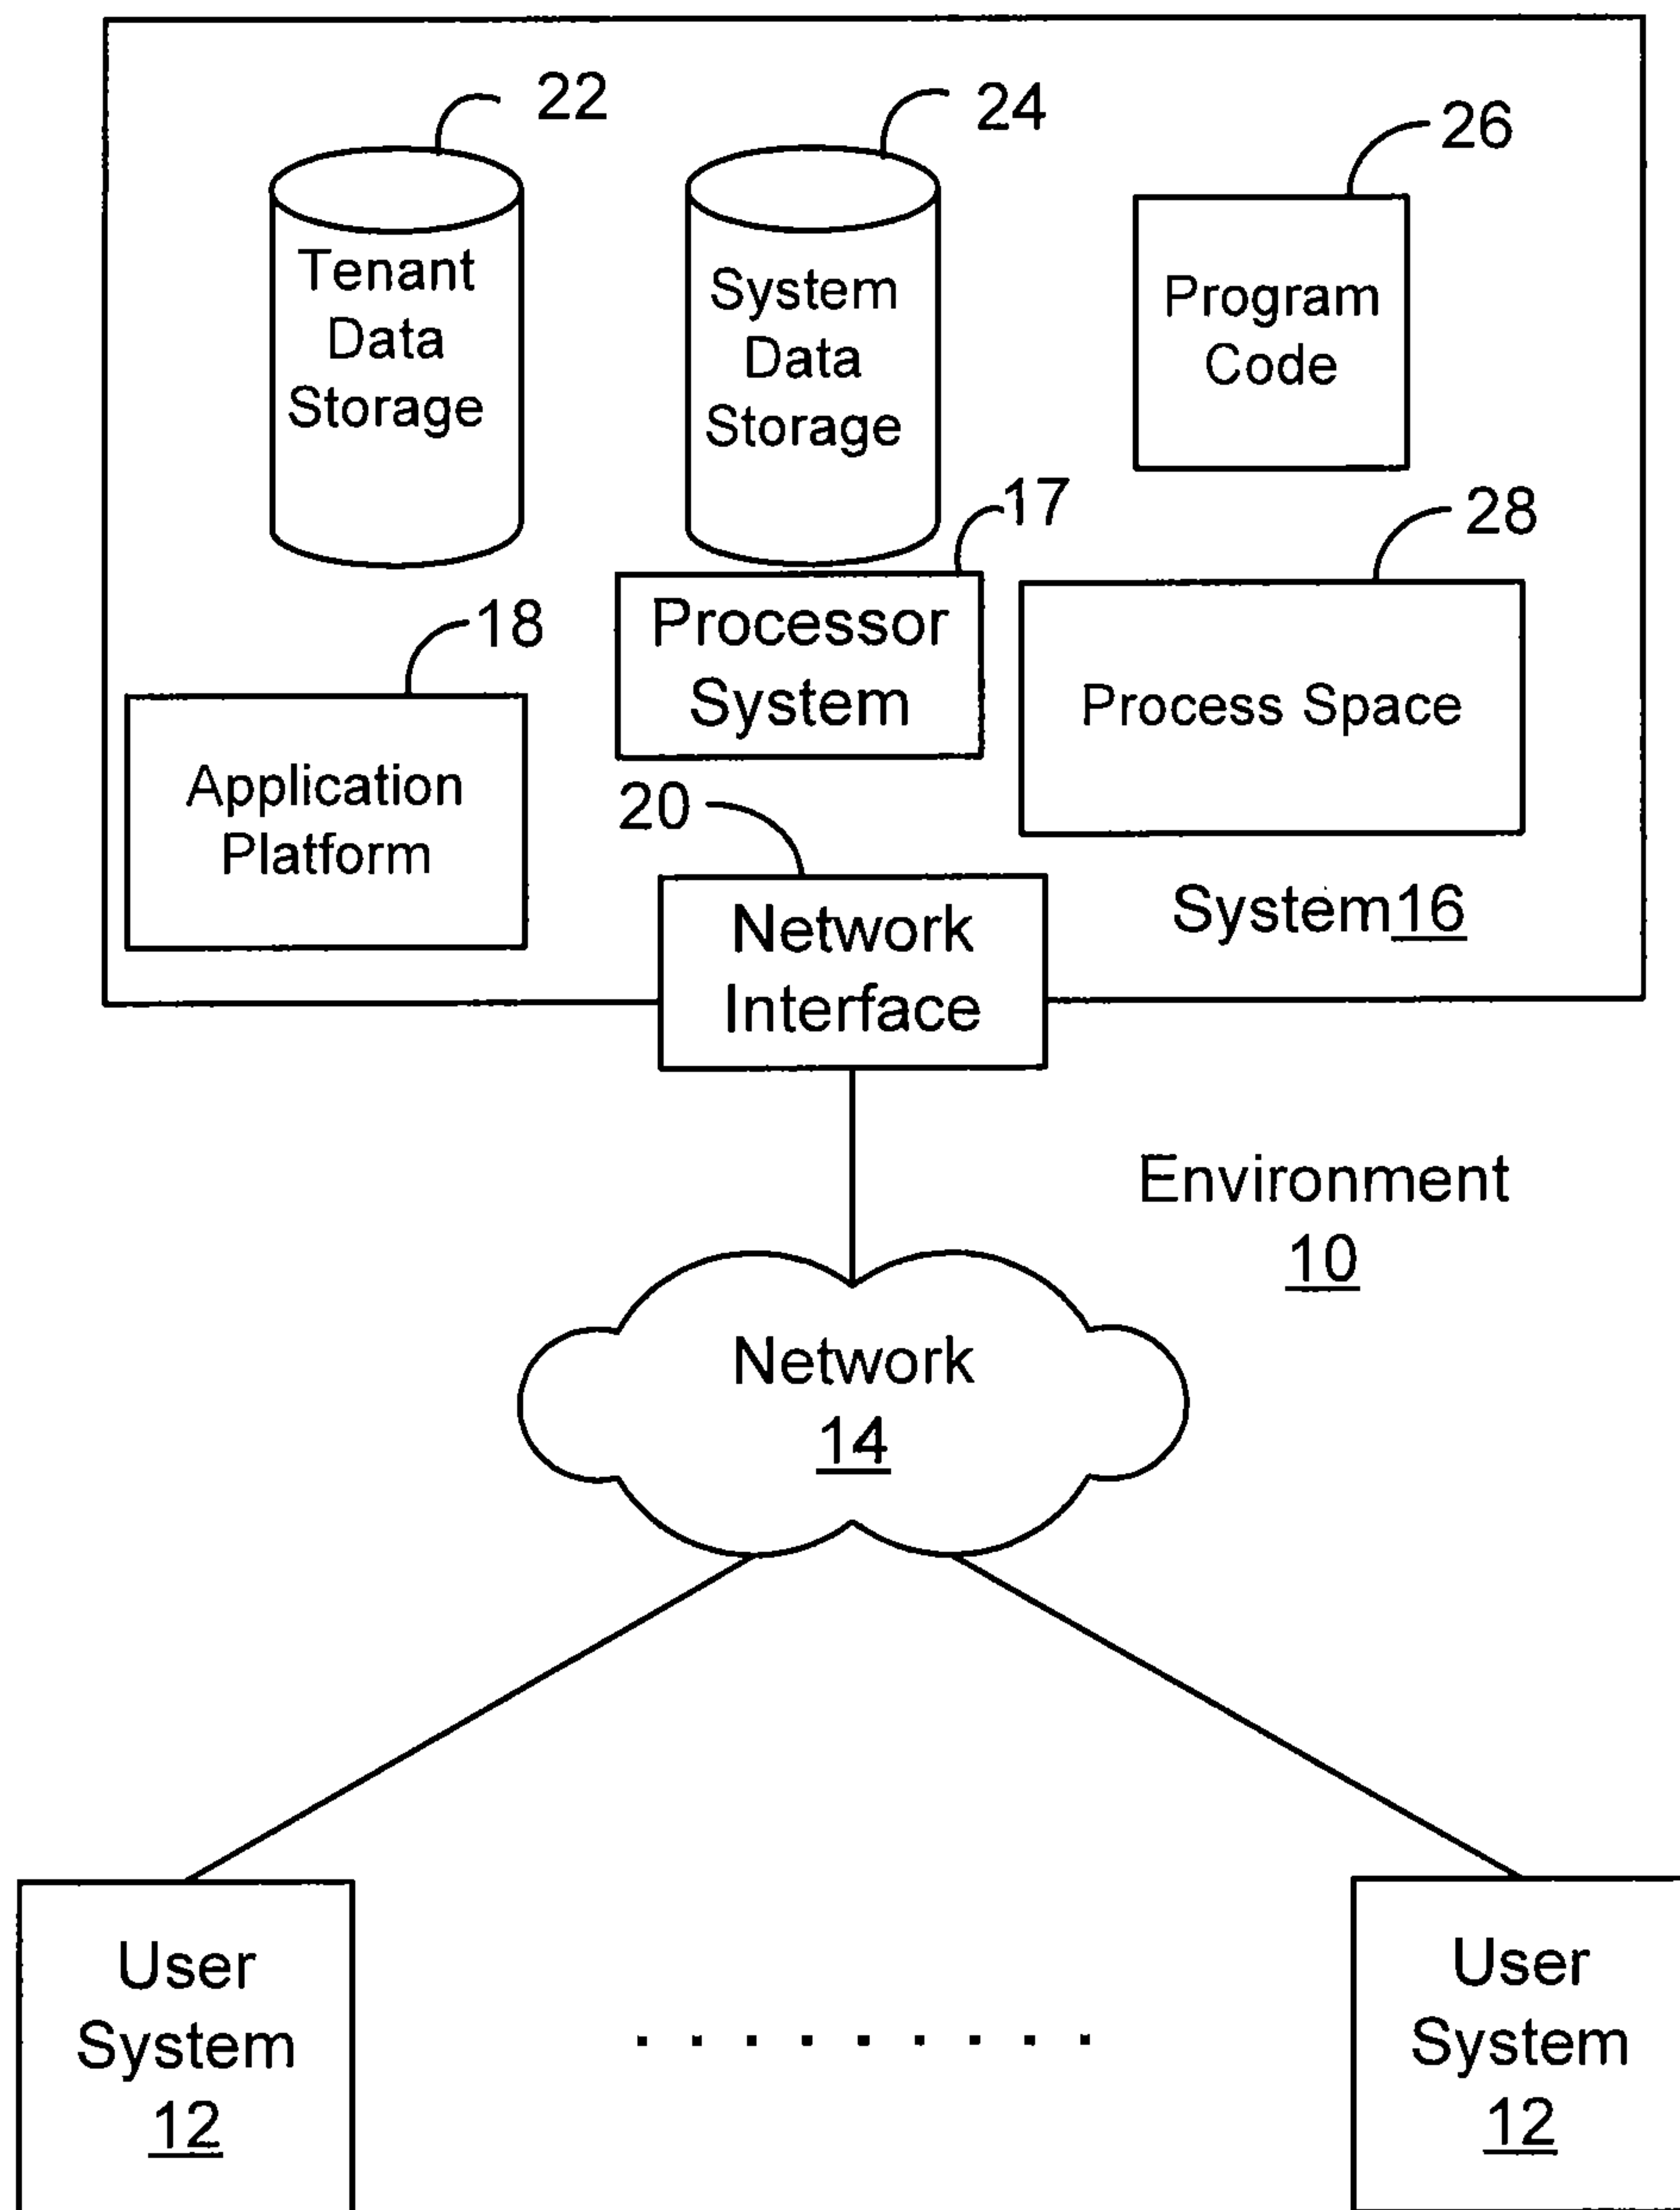 22
24
26
Tenant
Data
Storage
System
Data
Storage
Program
Code
17
28
18
Processor
System
Process Space
Application
Platform
20
System16
Network
Interface
Environment
10
Network
14
User
System
12
User
System
12